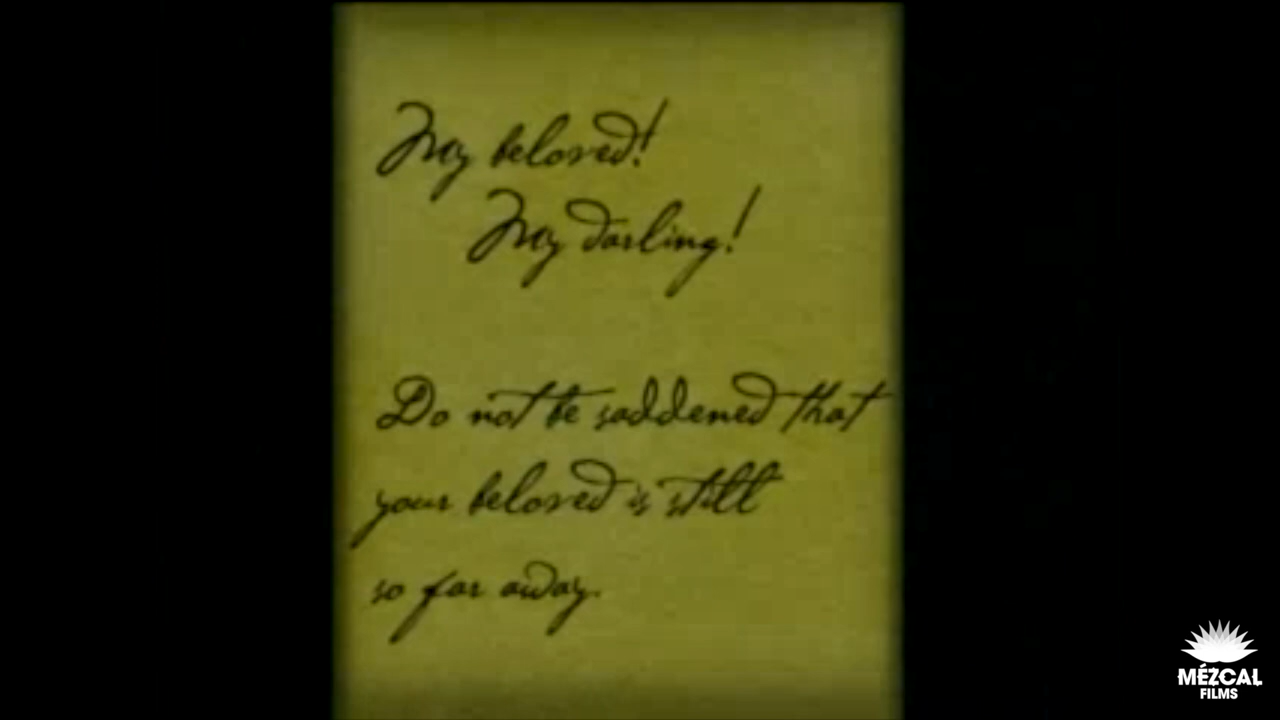 My beloved!
My darling!
Do not be saddened that
your beloved is still
so far away.
MÉZCAL
FILMS